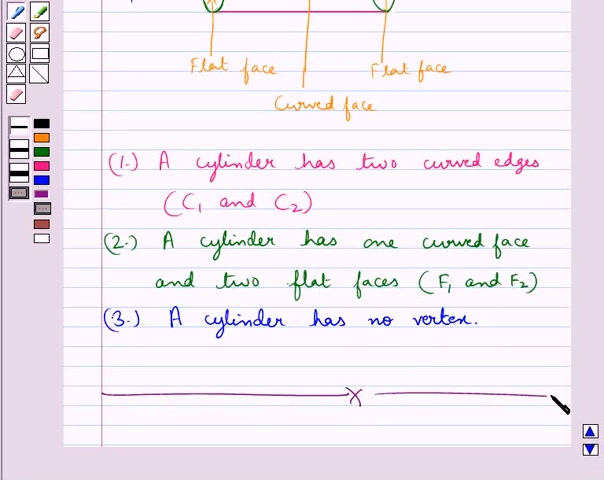 Flat face Flat face
Curved face
(1.) A cylinder has two curved edges
(C₁ and C₂)
(2.) A cylinder has one curved face
and two flat faces (F₁ and F₂)
(3.) A cylinder has no vertex.